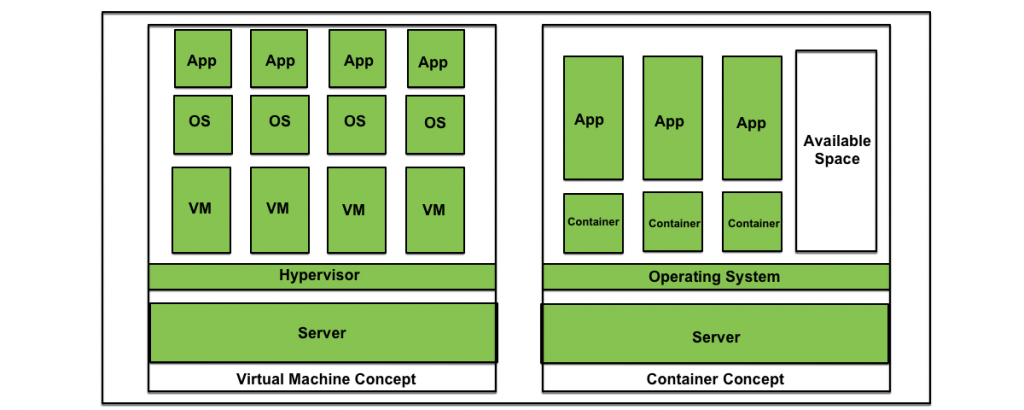 App App App App
OS OS OS OS
VM VM VM VM
Hypervisor
Server
Virtual Machine Concept
App App App
Available
Space
Container Container Container
Operating System
Server
Container Concept